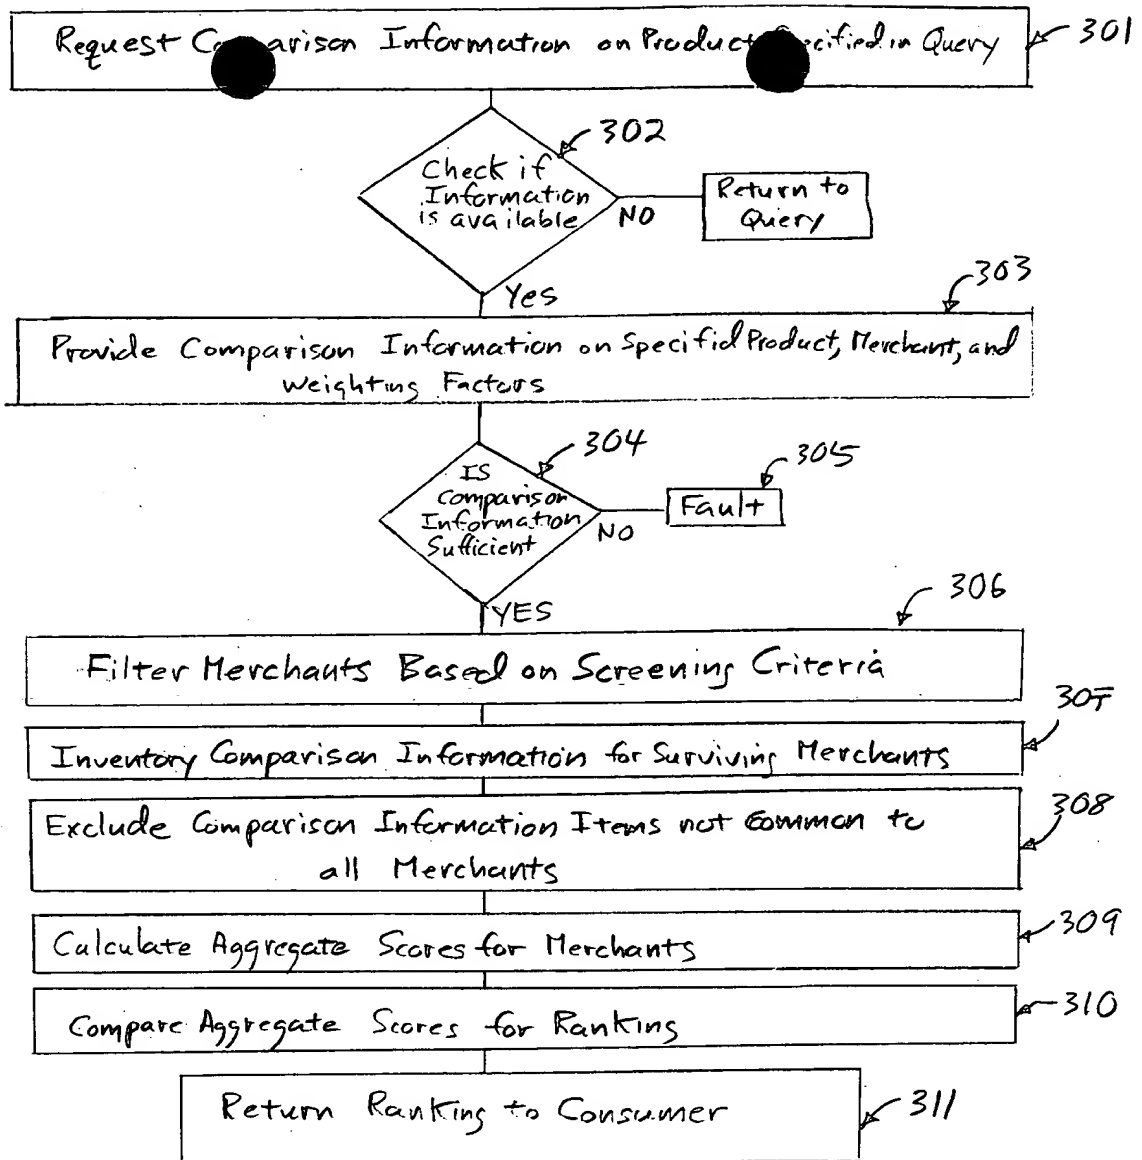 Request Comparison Information on Product Specified in Query
301
302
Check if
Information
is available
NO
Return to
Query
Yes
303
Provide Comparison Information on Specifid Product, Merchant, and
Weighting Factors
304
Is
Comparison
Information
Sufficient
NO
305
Fault
YES
306
Filter Merchants Based on Screening Criteria
307
Inventory Comparison Information for Surviving Merchants
308
Exclude Comparison Information Items not Common to
all Merchants
309
Calculate Aggregate Scores for Merchants
310
Compare Aggregate Scores for Ranking
311
Return Ranking to Consumer